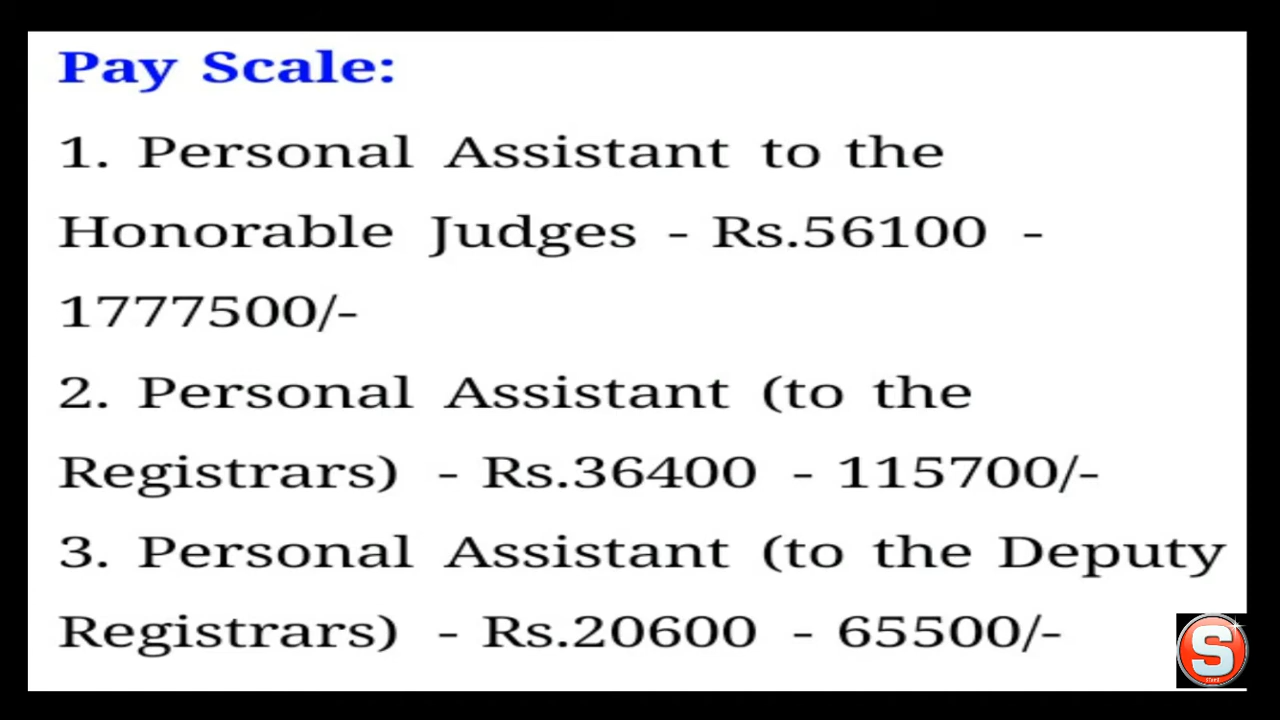 Pay Scale:
1. Personal Assistant to the
Honorable Judges - Rs.56100 -
1777500/-
2. Personal Assistant (to the
Registrars) - Rs.36400 - 115700/-
3. Personal Assistant (to the Deputy
Registrars) - Rs.20600 - 65500/-
S